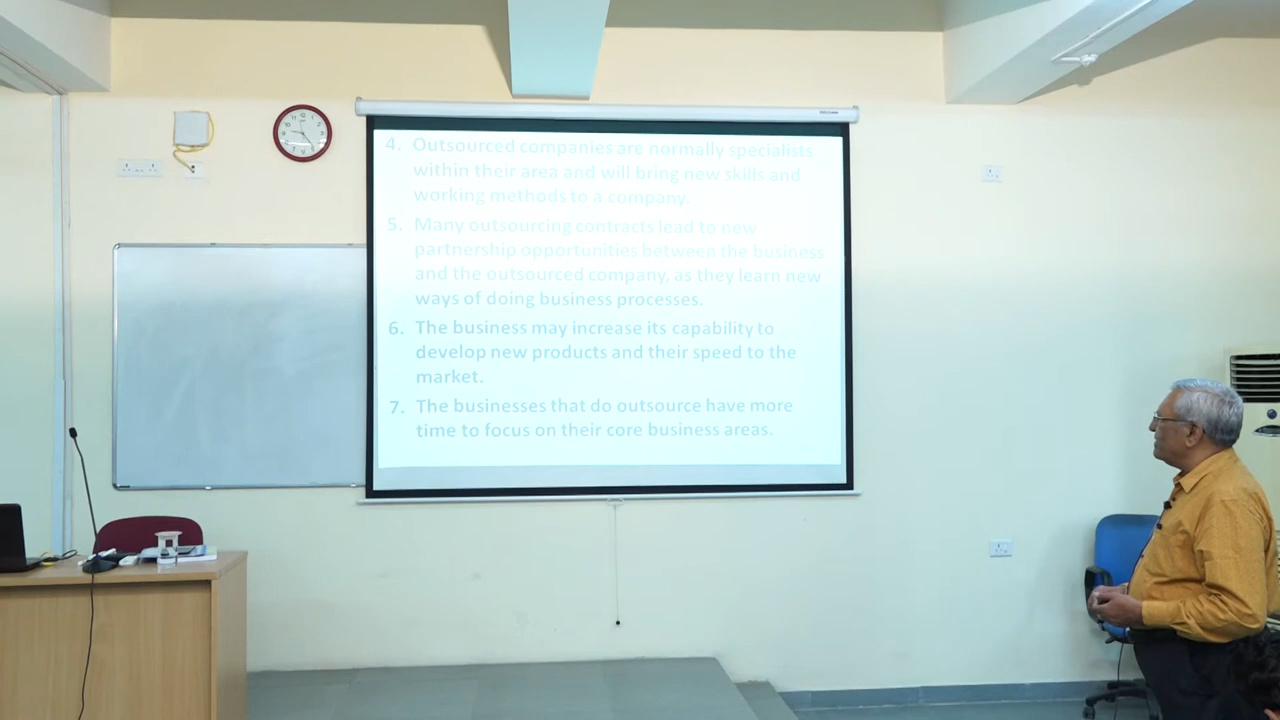 4. Outsourced companies are normally specialists
within their area and will bring new skills and
working methods to a company.
5. Many outsourcing contracts lead to new
partnership opportunities between the business
and the outsourced company, as they learn new
ways of doing business processes.
6. The business may increase its capability to
develop new products and their speed to the
market.
7. The businesses that do outsource have more
time to focus on their core business areas.